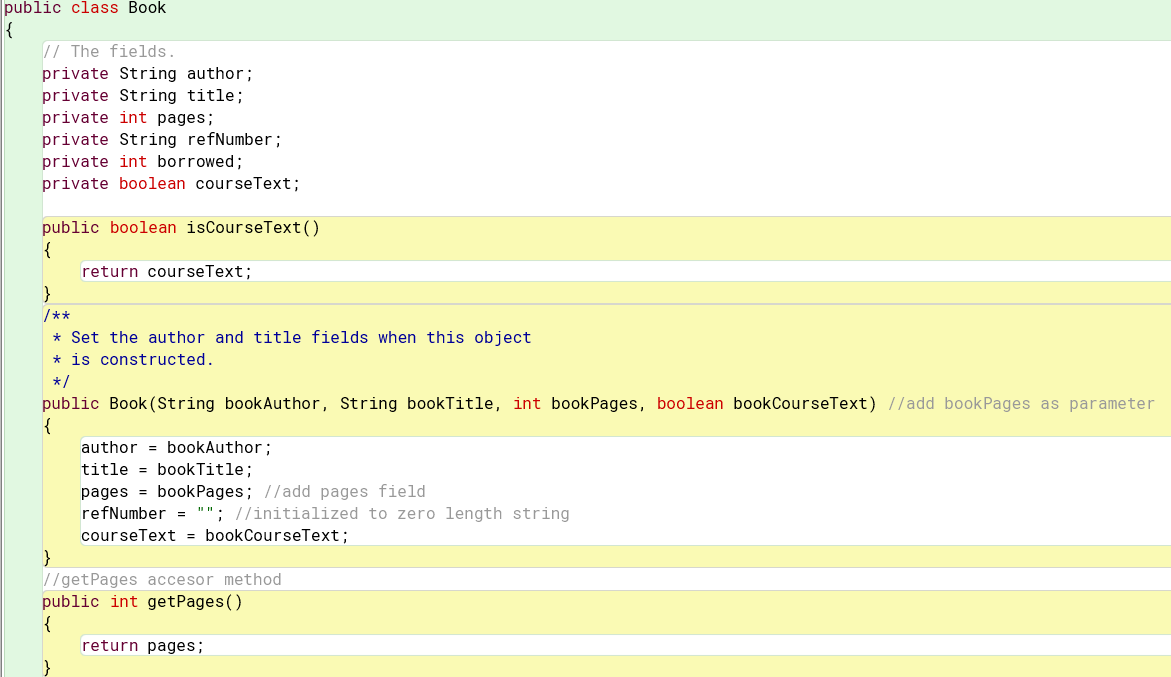 public class Book
{
// The fields.
private String author;
private String title;
private int pages;
private String refNumber;
private int borrowed;
private boolean courseText;
public boolean isCourseText()
{
return courseText;
}
/**
* Set the author and title fields when this object
* is constructed.
*/
public Book(String bookAuthor, String bookTitle, int bookPages, boolean bookCourseText) //add bookPages as parameter
{
author = bookAuthor;
title = bookTitle;
pages = bookPages; //add pages field
refNumber = ""; //initialized to zero length string
courseText = bookCourseText;
}
//getPages accesor method
public int getPages()
{
return pages;
}